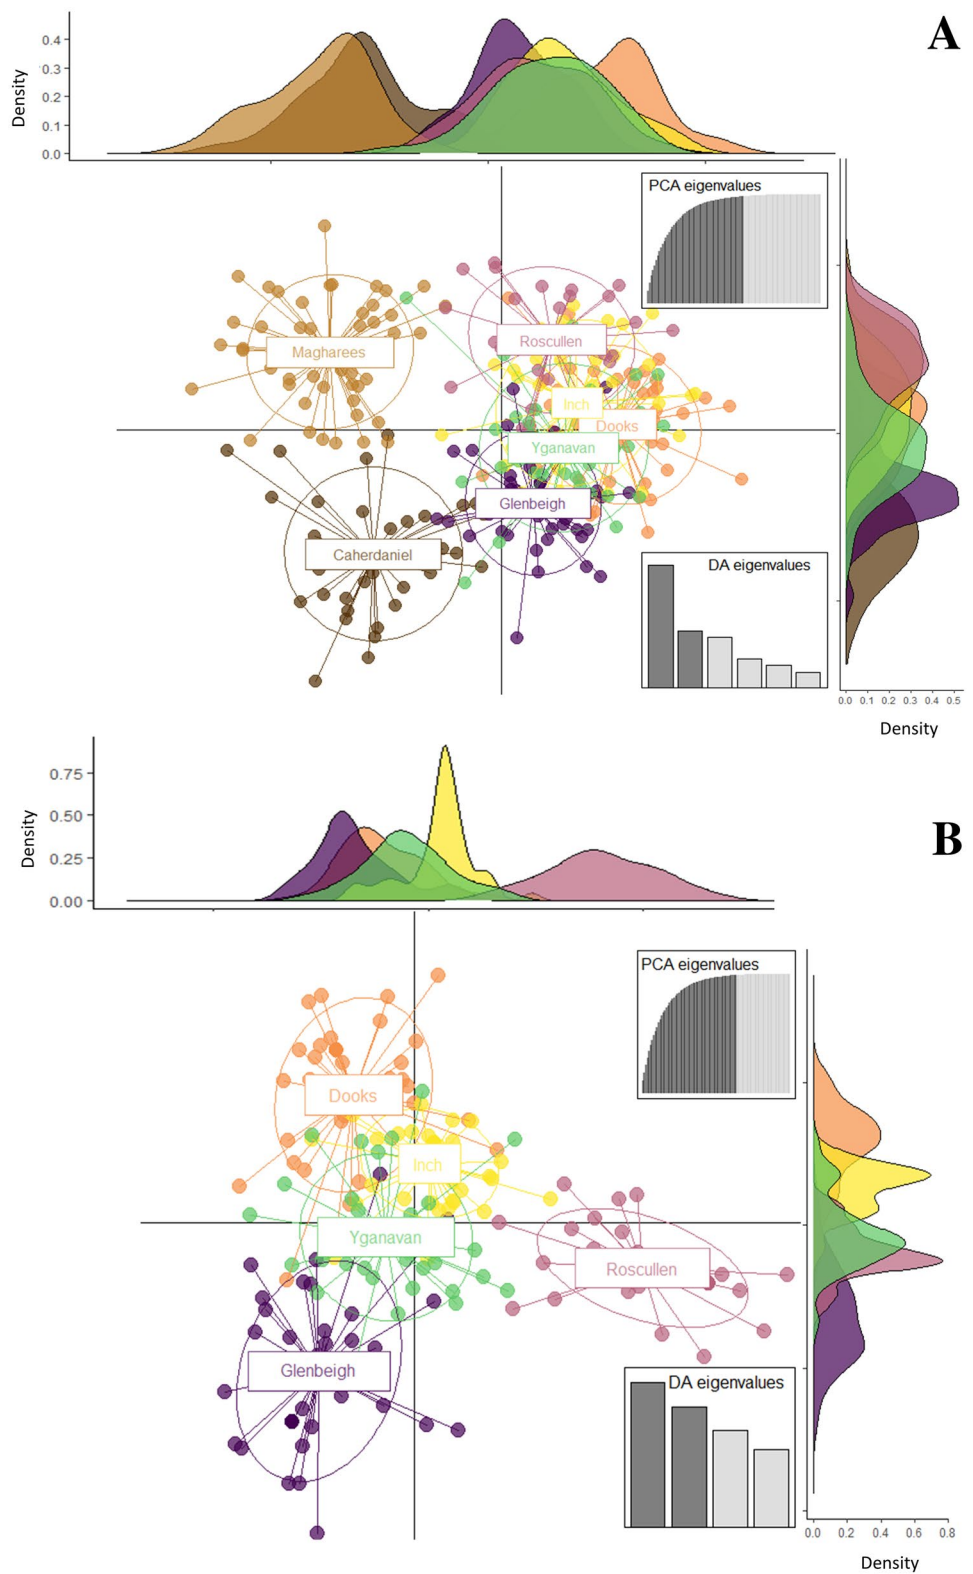 A
Density
0.4
0.3
0.2
0.1
0.0
PCA eigenvalues
Magharees
Roscullen
Inch
Dooks
Yganavan
Glenbeigh
Caherdaniel
DA eigenvalues
0.0 0.1 0.2 0.3 0.4 0.5
Density
B
Density
0.75
0.50
0.25
0.00
PCA eigenvalues
Dooks
Inch
Yganavan
Roscullen
Glenbeigh
DA eigenvalues
0.0 0.2 0.4 0.6 0.8
Density